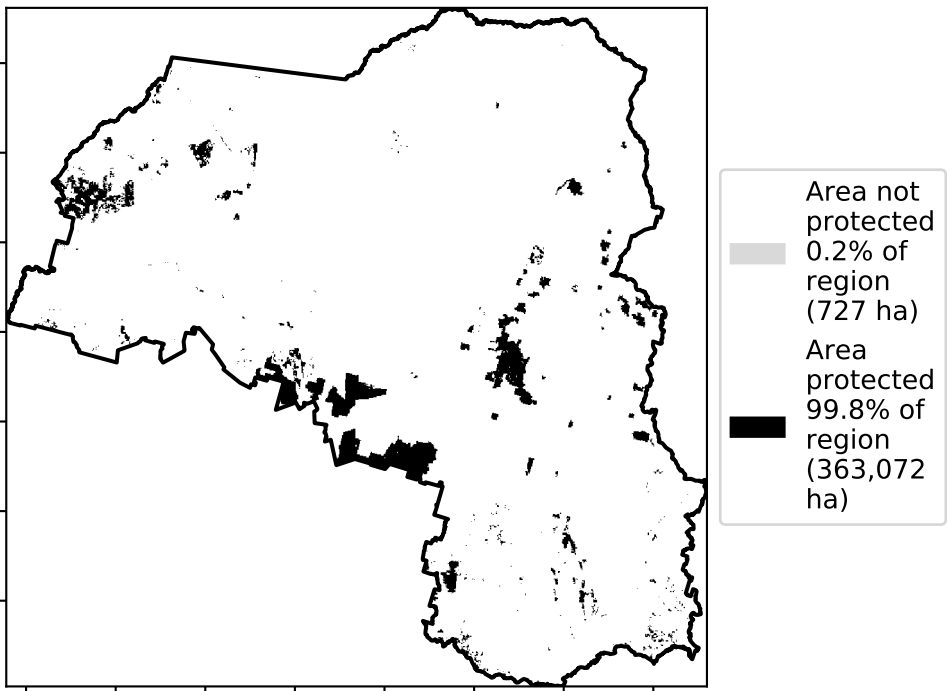 Area not
protected
0.2% of
region
(727 ha)
Area
protected
99.8% of
region
(363,072
ha)